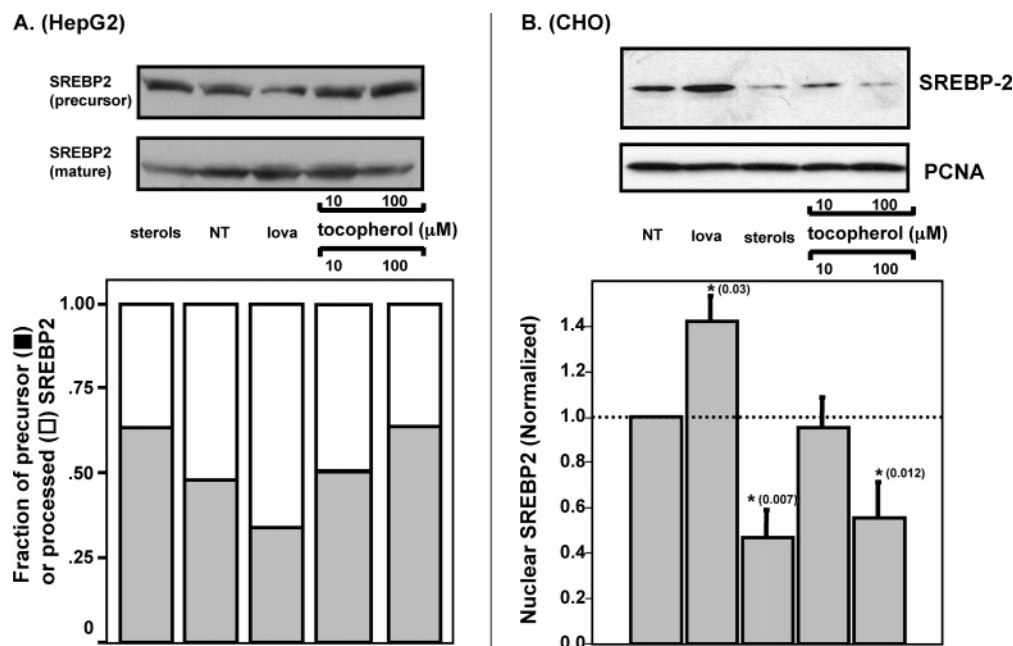 A. (HepG2)
SREBP2
(precursor)
SREBP2
(mature)
10 100
sterols NT lova tocopherol (μM)
10 100
Fraction of precursor (■)
or processed (□) SREBP2
1.00
.75
.50
.25
0
B. (CHO)
SREBP-2
PCNA
10 100
NT lova sterols tocopherol (μM)
10 100
Nuclear SREBP2 (Normalized)
1.4
1.2
1.0
0.8
0.6
0.4
0.2
0.0
* (0.03)
* (0.007)
* (0.012)